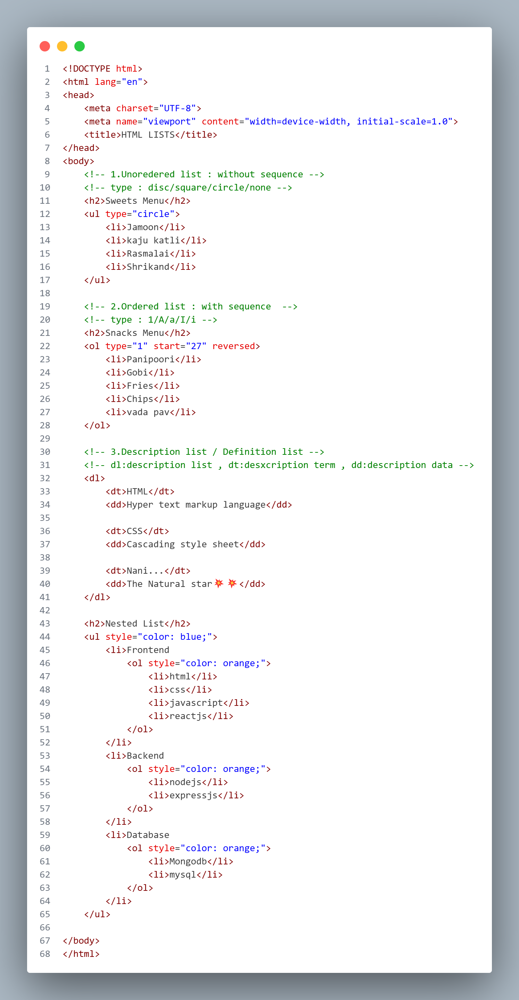 1 <!DOCTYPE html>
2 <html lang="en">
3 <head>
4     <meta charset="UTF-8">
5     <meta name="viewport" content="width=device-width, initial-scale=1.0">
6     <title>HTML LISTS</title>
7 </head>
8 <body>
9     <!-- 1.Unoredered list : without sequence -->
10     <!-- type : disc/square/circle/none -->
11     <h2>Sweets Menu</h2>
12     <ul type="circle">
13         <li>Jamoon</li>
14         <li>kaju katli</li>
15         <li>Rasmalai</li>
16         <li>Shrikand</li>
17     </ul>
18
19     <!-- 2.Ordered list : with sequence  -->
20     <!-- type : 1/A/a/I/i -->
21     <h2>Snacks Menu</h2>
22     <ol type="1" start="27" reversed>
23         <li>Panipoori</li>
24         <li>Gobi</li>
25         <li>Fries</li>
26         <li>Chips</li>
27         <li>vada pav</li>
28     </ol>
29
30     <!-- 3.Description list / Definition list -->
31     <!-- dl:description list , dt:desxcription term , dd:description data -->
32     <dl>
33         <dt>HTML</dt>
34         <dd>Hyper text markup language</dd>
35
36         <dt>CSS</dt>
37         <dd>Cascading style sheet</dd>
38
39         <dt>Nani...</dt>
40         <dd>The Natural star💥💥</dd>
41     </dl>
42
43     <h2>Nested List</h2>
44     <ul style="color: blue;">
45         <li>Frontend
46             <ol style="color: orange;">
47                 <li>html</li>
48                 <li>css</li>
49                 <li>javascript</li>
50                 <li>reactjs</li>
51             </ol>
52         </li>
53         <li>Backend
54             <ol style="color: orange;">
55                 <li>nodejs</li>
56                 <li>expressjs</li>
57             </ol>
58         </li>
59         <li>Database
60             <ol style="color: orange;">
61                 <li>Mongodb</li>
62                 <li>mysql</li>
63             </ol>
64         </li>
65     </ul>
66
67 </body>
68 </html>